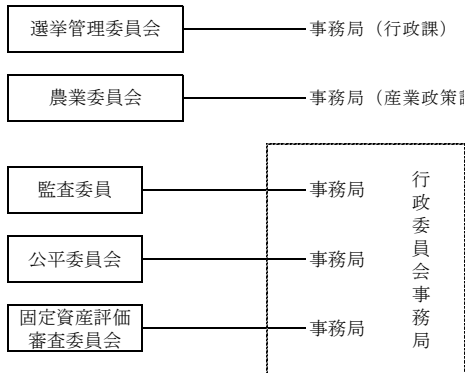 選挙管理委員会
事務局（行政課）
農業委員会
事務局（産業政策
監査委員
事務局
公平委員会
事務局
固定資産評価
審査委員会
事務局
行政委員会事務局